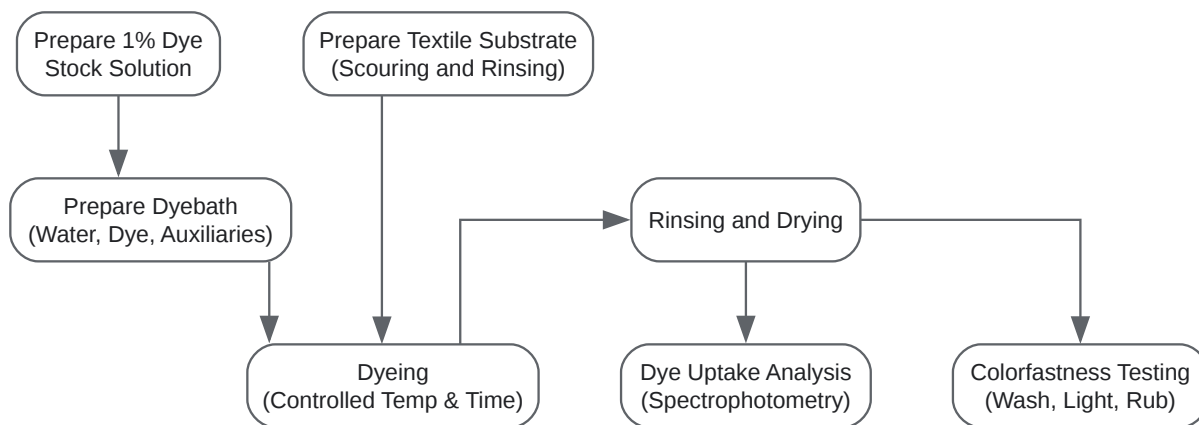 Prepare 1% Dye
Stock Solution
Prepare Textile Substrate
(Scouring and Rinsing)
Prepare Dyebath
(Water, Dye, Auxiliaries)
Rinsing and Drying
Dyeing
(Controlled Temp & Time)
Dye Uptake Analysis
(Spectrophotometry)
Colorfastness Testing
(Wash, Light, Rub)